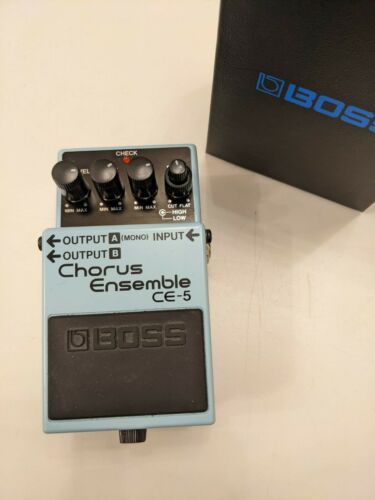 BOSS
CHECK
MIN MAX MIN MAX MIN MAX CUT FLAT
HIGH
LOW
OUTPUT A (MONO) INPUT
OUTPUT B
Chorus
Ensemble
CE-5
BOSS